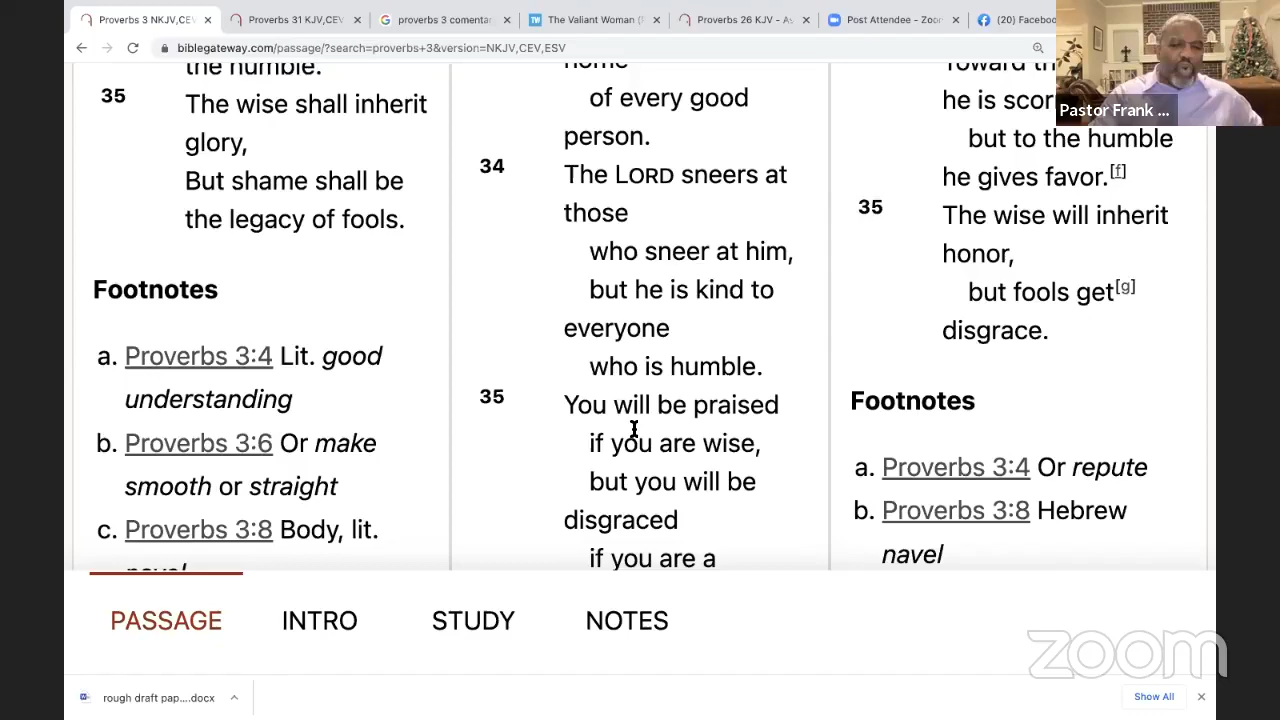 Proverbs 3 NKJV,CEV
Proverbs 31 KJV,CEV
proverbs 3 comentar
The Valiant Woman (
Proverbs 26 KJV - As
Post Attendee - Zoo
(20) Facebo
biblegateway.com/passage/?search=proverbs+3&version=NKJV,CEV,ESV
Pastor Frank ...
the humble.
35 The wise shall inherit
glory,
But shame shall be
the legacy of fools.
Footnotes
a. Proverbs 3:4 Lit. good
understanding
b. Proverbs 3:6 Or make
smooth or straight
c. Proverbs 3:8 Body, lit.
navel
home
of every good
person.
34 The LORD sneers at
those
who sneer at him,
but he is kind to
everyone
who is humble.
35 You will be praised
if you are wise,
but you will be
disgraced
if you are a
Toward th
he is scor
but to the humble
he gives favor.[f]
35 The wise will inherit
honor,
but fools get[g]
disgrace.
Footnotes
a. Proverbs 3:4 Or repute
b. Proverbs 3:8 Hebrew
navel
PASSAGE INTRO STUDY NOTES
zoom
rough draft pap....docx
Show All